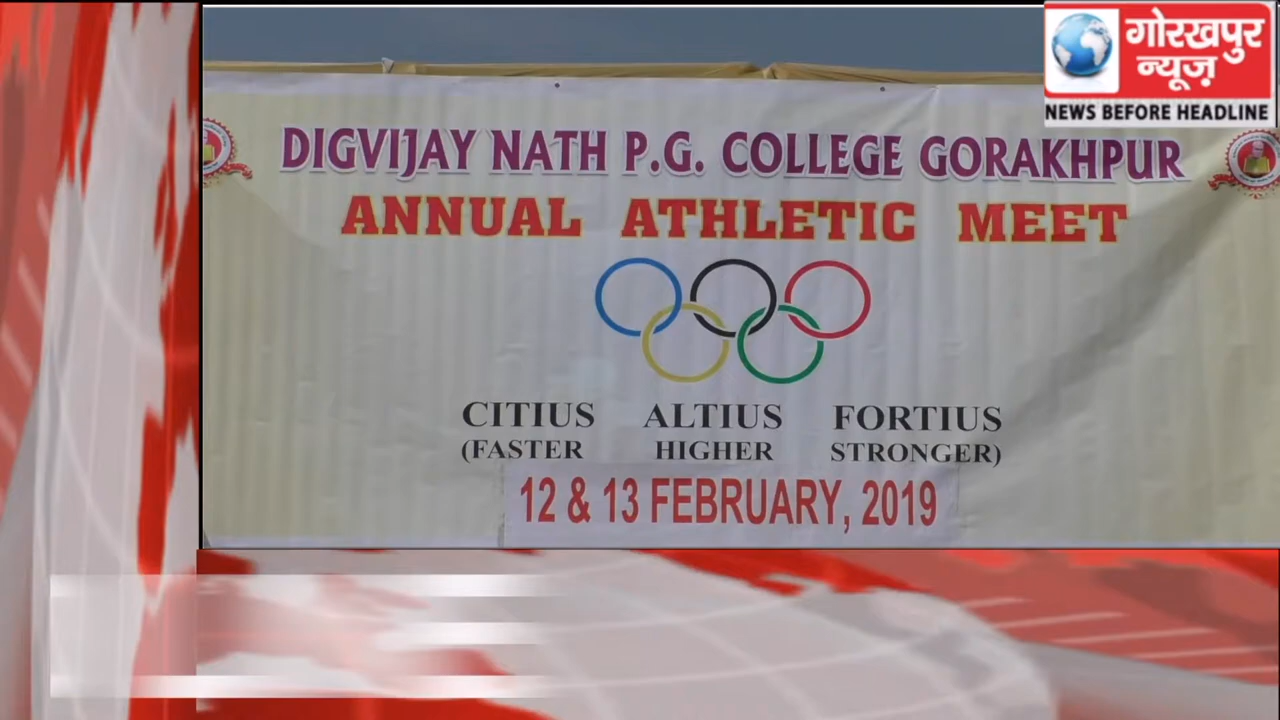 गोरखपुर
न्यूज़
NEWS BEFORE HEADLINE
DIGVIJAY NATH P.G. COLLEGE GORAKHPUR
ANNUAL ATHLETIC MEET
CITIUS ALTIUS FORTIUS
(FASTER HIGHER STRONGER)
12 & 13 FEBRUARY, 2019